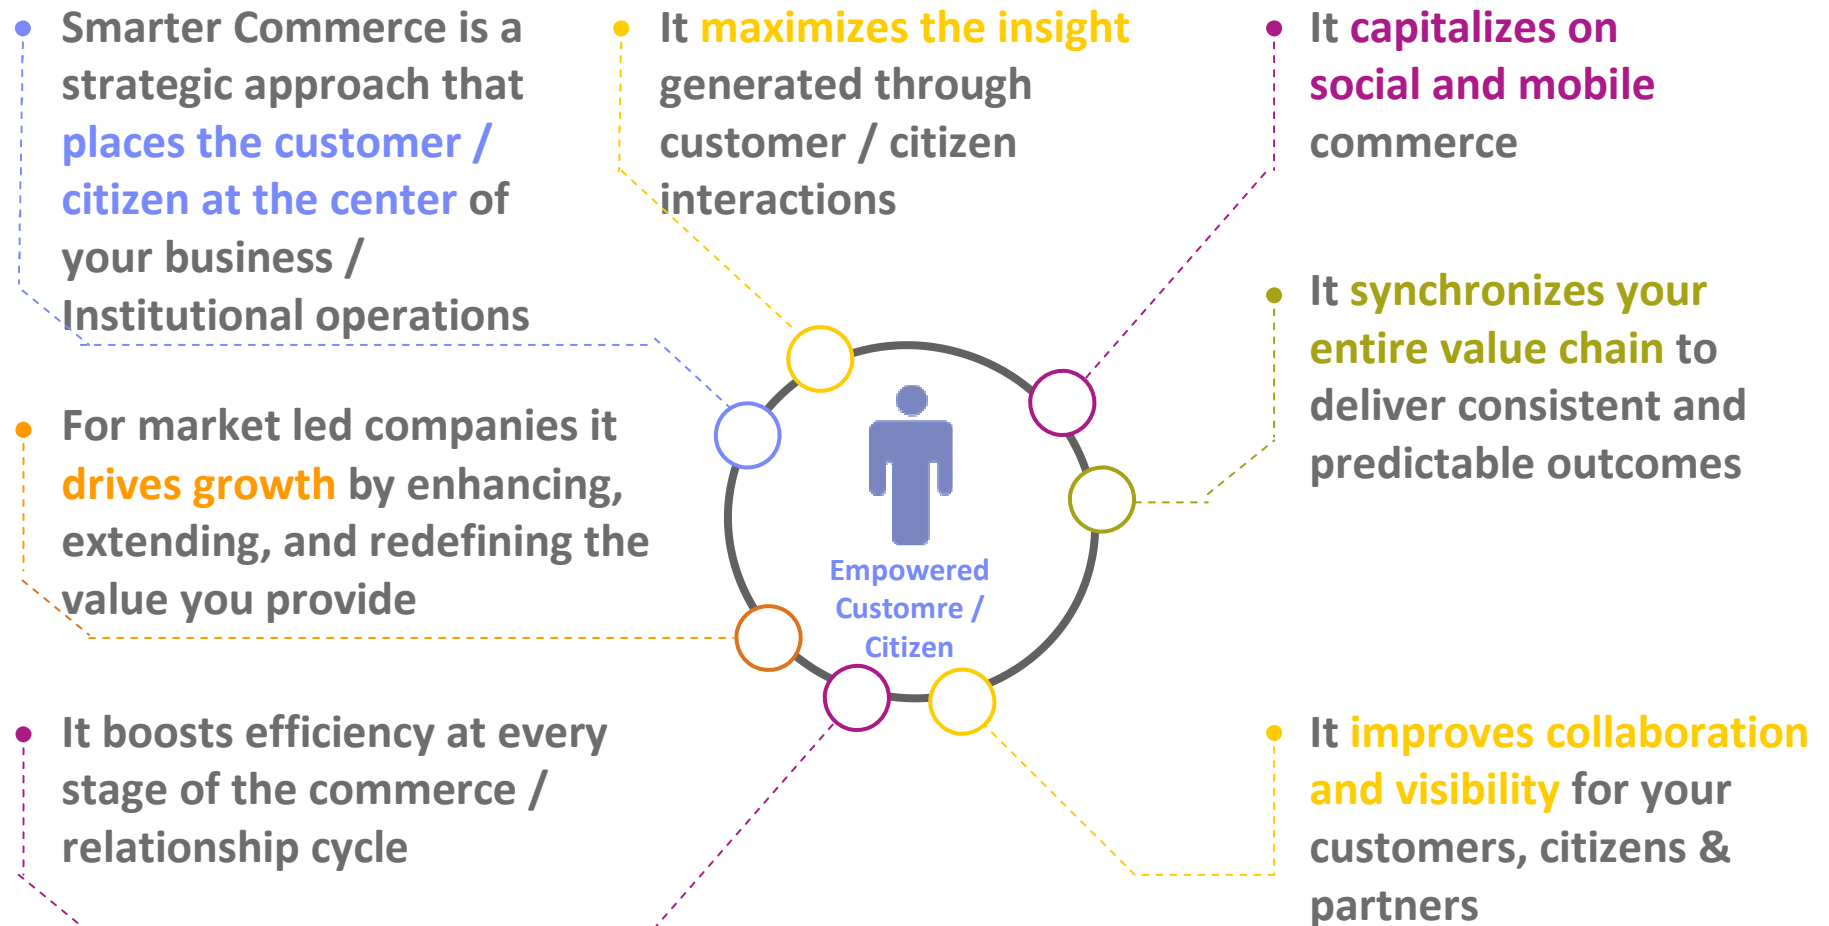 Smarter Commerce is a
strategic approach that
places the customer /
citizen at the center of
your business /
Institutional operations
It maximizes the insight
generated through
customer / citizen
interactions
It capitalizes on
social and mobile
commerce
It synchronizes your
entire value chain to
deliver consistent and
predictable outcomes
For market led companies it
drives growth by enhancing,
extending, and redefining the
value you provide
Empowered
Customre /
Citizen
It boosts efficiency at every
stage of the commerce /
relationship cycle
It improves collaboration
and visibility for your
customers, citizens &
partners